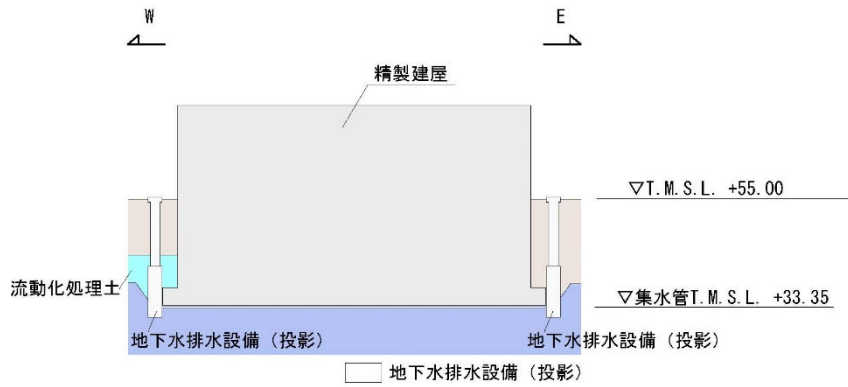 W
E
精製建屋
▽T.M.S.L. +55.00
流動化処理土
▽集水管T.M.S.L. +33.35
地下水排水設備(投影)
地下水排水設備(投影)
地下水排水設備(投影)